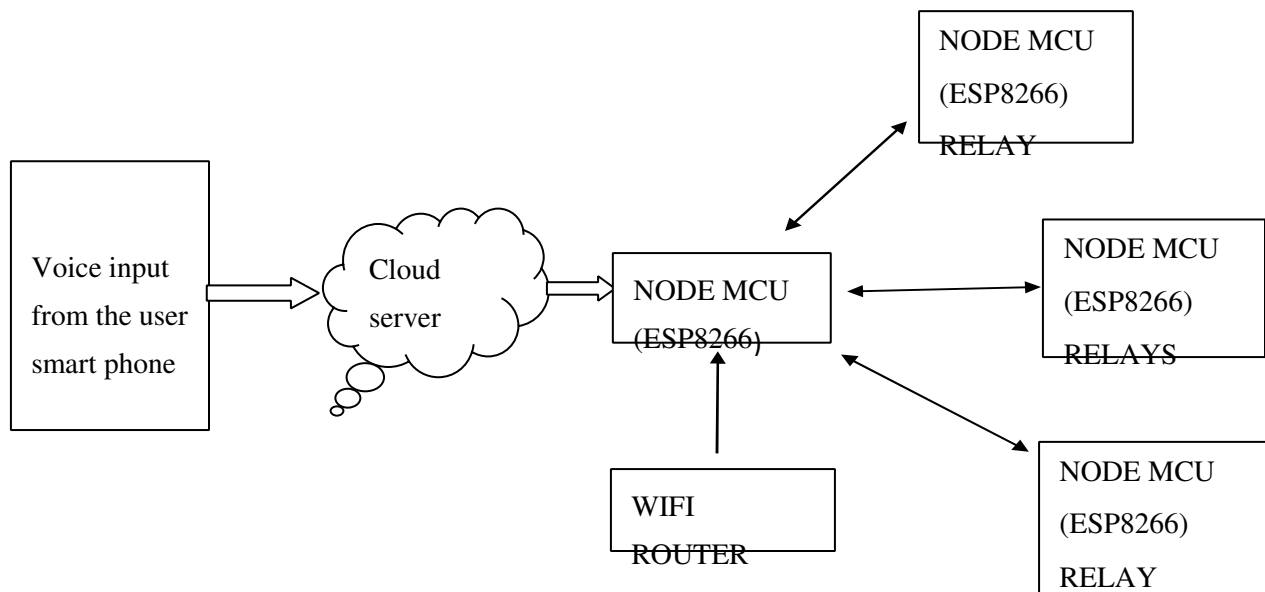 NODE MCU
(ESP8266)
RELAY
Voice input
from the user
smart phone
Cloud
server
NODE MCU
(ESP8266)
NODE MCU
(ESP8266)
RELAYS
WIFI
ROUTER
NODE MCU
(ESP8266)
RELAY